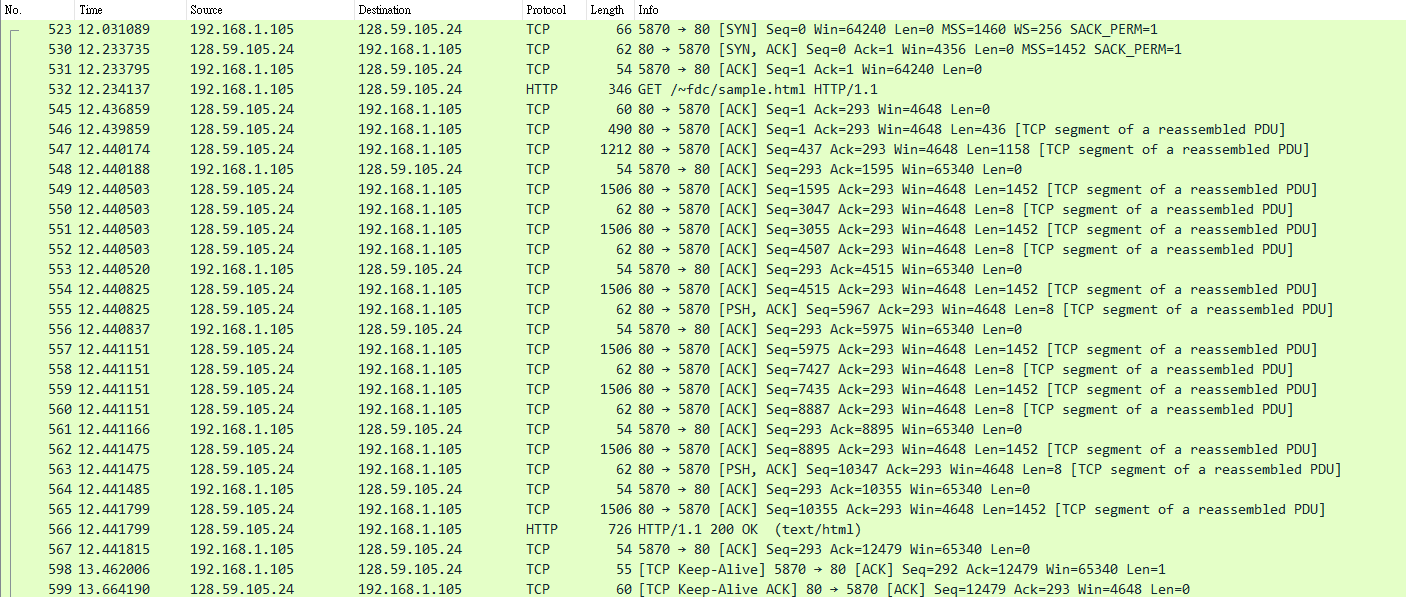 No. Time Source Destination Protocol Length Info
523 12.031089 192.168.1.105 128.59.105.24 TCP 66 5870 → 80 [SYN] Seq=0 Win=64240 Len=0 MSS=1460 WS=256 SACK_PERM=1
530 12.233735 128.59.105.24 192.168.1.105 TCP 62 80 → 5870 [SYN, ACK] Seq=0 Ack=1 Win=4356 Len=0 MSS=1452 SACK_PERM=1
531 12.233795 192.168.1.105 128.59.105.24 TCP 54 5870 → 80 [ACK] Seq=1 Ack=1 Win=64240 Len=0
532 12.234137 192.168.1.105 128.59.105.24 HTTP 346 GET /~fdc/sample.html HTTP/1.1
545 12.436859 128.59.105.24 192.168.1.105 TCP 60 80 → 5870 [ACK] Seq=1 Ack=293 Win=4648 Len=0
546 12.439859 128.59.105.24 192.168.1.105 TCP 490 80 → 5870 [ACK] Seq=1 Ack=293 Win=4648 Len=436 [TCP segment of a reassembled PDU]
547 12.440174 128.59.105.24 192.168.1.105 TCP 1212 80 → 5870 [ACK] Seq=437 Ack=293 Win=4648 Len=1158 [TCP segment of a reassembled PDU]
548 12.440188 192.168.1.105 128.59.105.24 TCP 54 5870 → 80 [ACK] Seq=293 Ack=1595 Win=65340 Len=0
549 12.440503 128.59.105.24 192.168.1.105 TCP 1506 80 → 5870 [ACK] Seq=1595 Ack=293 Win=4648 Len=1452 [TCP segment of a reassembled PDU]
550 12.440503 128.59.105.24 192.168.1.105 TCP 62 80 → 5870 [ACK] Seq=3047 Ack=293 Win=4648 Len=8 [TCP segment of a reassembled PDU]
551 12.440503 128.59.105.24 192.168.1.105 TCP 1506 80 → 5870 [ACK] Seq=3055 Ack=293 Win=4648 Len=1452 [TCP segment of a reassembled PDU]
552 12.440503 128.59.105.24 192.168.1.105 TCP 62 80 → 5870 [ACK] Seq=4507 Ack=293 Win=4648 Len=8 [TCP segment of a reassembled PDU]
553 12.440520 192.168.1.105 128.59.105.24 TCP 54 5870 → 80 [ACK] Seq=293 Ack=4515 Win=65340 Len=0
554 12.440825 128.59.105.24 192.168.1.105 TCP 1506 80 → 5870 [ACK] Seq=4515 Ack=293 Win=4648 Len=1452 [TCP segment of a reassembled PDU]
555 12.440825 128.59.105.24 192.168.1.105 TCP 62 80 → 5870 [PSH, ACK] Seq=5967 Ack=293 Win=4648 Len=8 [TCP segment of a reassembled PDU]
556 12.440837 192.168.1.105 128.59.105.24 TCP 54 5870 → 80 [ACK] Seq=293 Ack=5975 Win=65340 Len=0
557 12.441151 128.59.105.24 192.168.1.105 TCP 1506 80 → 5870 [ACK] Seq=5975 Ack=293 Win=4648 Len=1452 [TCP segment of a reassembled PDU]
558 12.441151 128.59.105.24 192.168.1.105 TCP 62 80 → 5870 [ACK] Seq=7427 Ack=293 Win=4648 Len=8 [TCP segment of a reassembled PDU]
559 12.441151 128.59.105.24 192.168.1.105 TCP 1506 80 → 5870 [ACK] Seq=7435 Ack=293 Win=4648 Len=1452 [TCP segment of a reassembled PDU]
560 12.441151 128.59.105.24 192.168.1.105 TCP 62 80 → 5870 [ACK] Seq=8887 Ack=293 Win=4648 Len=8 [TCP segment of a reassembled PDU]
561 12.441166 192.168.1.105 128.59.105.24 TCP 54 5870 → 80 [ACK] Seq=293 Ack=8895 Win=65340 Len=0
562 12.441475 128.59.105.24 192.168.1.105 TCP 1506 80 → 5870 [ACK] Seq=8895 Ack=293 Win=4648 Len=1452 [TCP segment of a reassembled PDU]
563 12.441475 128.59.105.24 192.168.1.105 TCP 62 80 → 5870 [PSH, ACK] Seq=10347 Ack=293 Win=4648 Len=8 [TCP segment of a reassembled PDU]
564 12.441485 192.168.1.105 128.59.105.24 TCP 54 5870 → 80 [ACK] Seq=293 Ack=10355 Win=65340 Len=0
565 12.441799 128.59.105.24 192.168.1.105 TCP 1506 80 → 5870 [ACK] Seq=10355 Ack=293 Win=4648 Len=1452 [TCP segment of a reassembled PDU]
566 12.441799 128.59.105.24 192.168.1.105 HTTP 726 HTTP/1.1 200 OK (text/html)
567 12.441815 192.168.1.105 128.59.105.24 TCP 54 5870 → 80 [ACK] Seq=293 Ack=12479 Win=65340 Len=0
598 13.462006 192.168.1.105 128.59.105.24 TCP 55 [TCP Keep-Alive] 5870 → 80 [ACK] Seq=292 Ack=12479 Win=65340 Len=1
599 13.664190 128.59.105.24 192.168.1.105 TCP 60 [TCP Keep-Alive ACK] 80 → 5870 [ACK] Seq=12479 Ack=293 Win=4648 Len=0